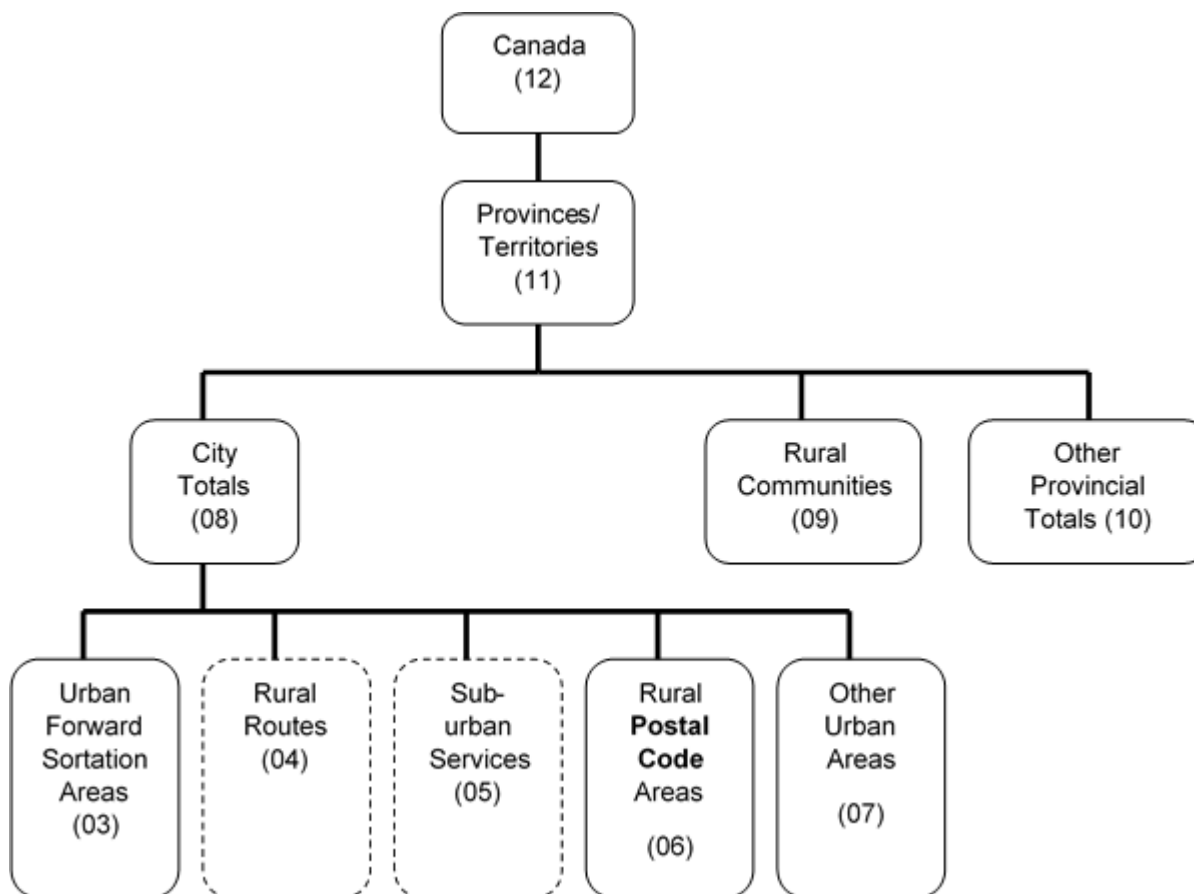 Canada
(12)
Provinces/
Territories
(11)
City
Totals
(08)
Rural
Communities
(09)
Other
Provincial
Totals (10)
Urban
Forward
Sortation
Areas
(03)
Rural
Routes
(04)
Sub-
urban
Services
(05)
Rural
Postal
Code
Areas
(06)
Other
Urban
Areas
(07)